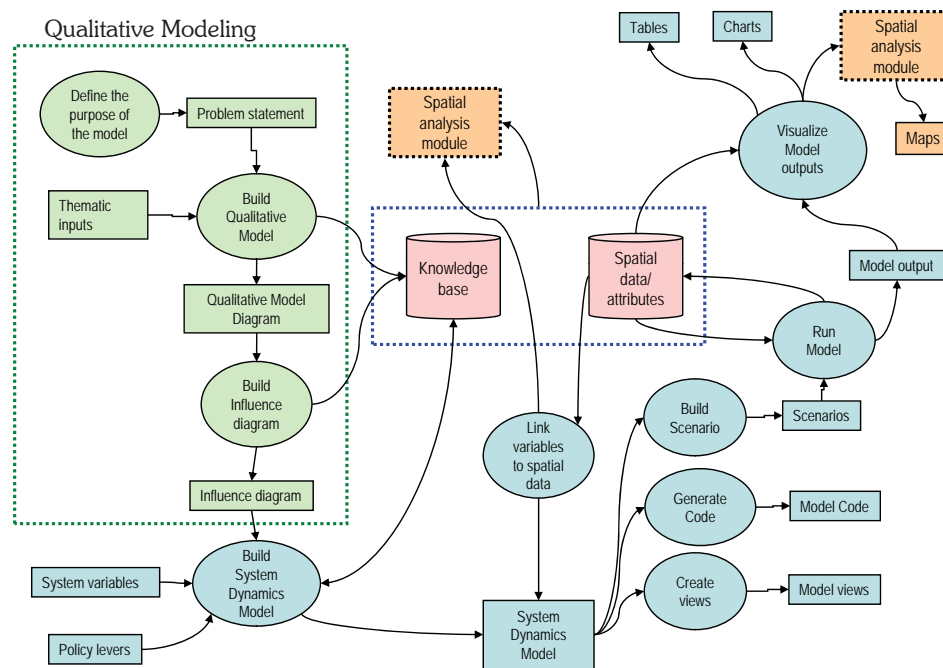 Qualitative Modeling
Define the
purpose of
the model
Problem statement
Thematic
inputs
Build
Qualitative
Model
Qualitative Model
Diagram
Build
Influence
diagram
Influence diagram
System variables
Policy levers
Build
System
Dynamics
Model
Spatial
analysis
module
Knowledge
base
Spatial
data/
attributes
Link
variables
to spatial
data
System
Dynamics
Model
Tables
Charts
Spatial
analysis
module
Maps
Visualize
Model
outputs
Model output
Run
Model
Build
Scenario
Scenarios
Generate
Code
Model Code
Create
views
Model views